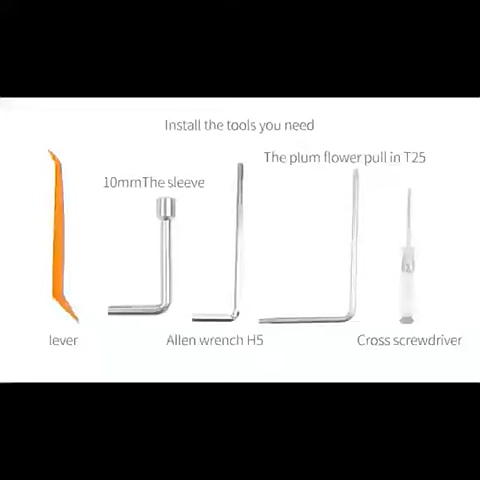 Install the tools you need
The plum flower pull in T25
10mmThe sleeve
lever
Allen wrench H5
Cross screwdriver